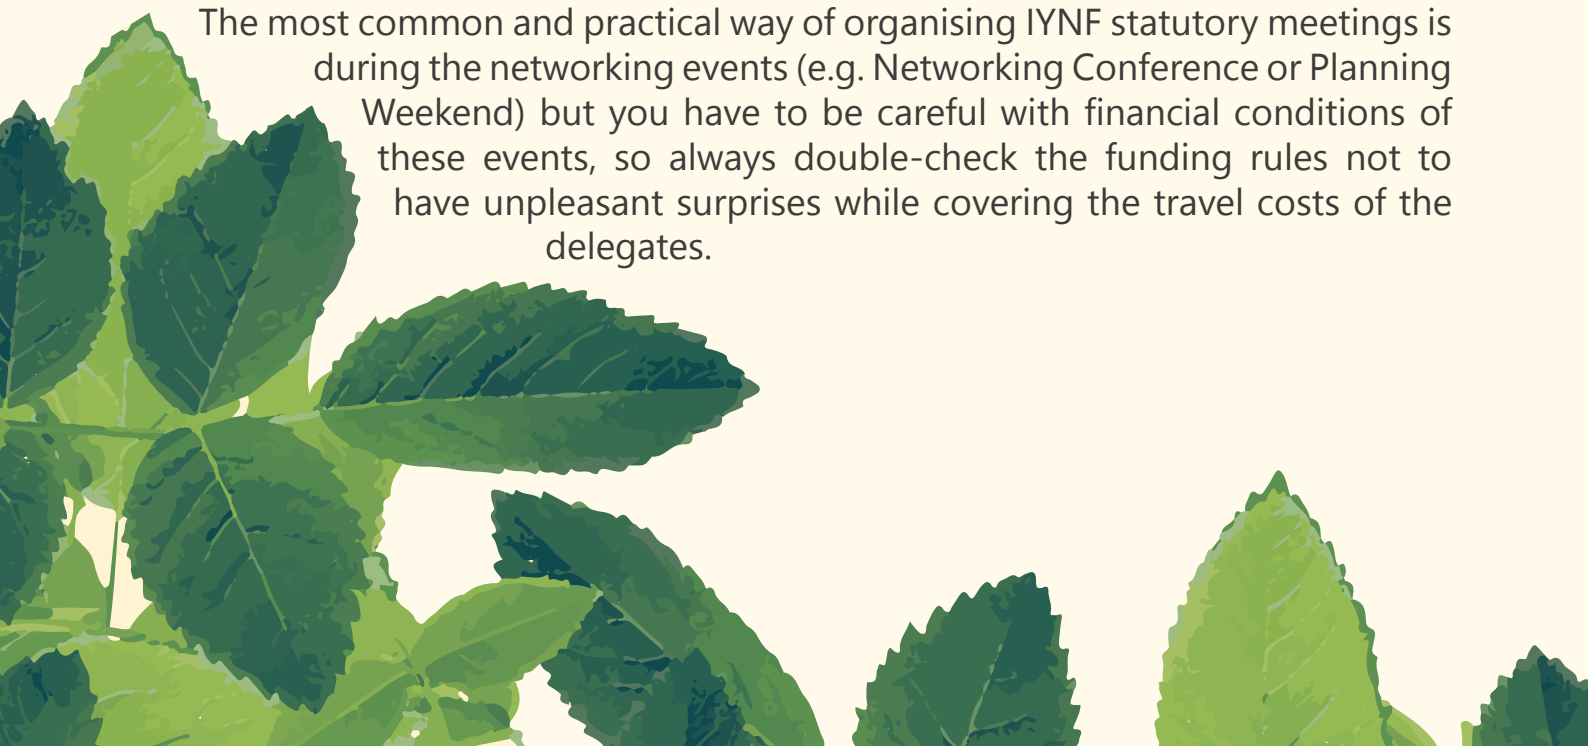 The most common and practical way of organising IYNF statutory meetings is
during the networking events (e.g. Networking Conference or Planning
Weekend) but you have to be careful with financial conditions of
these events, so always double-check the funding rules not to
have unpleasant surprises while covering the travel costs of the
delegates.